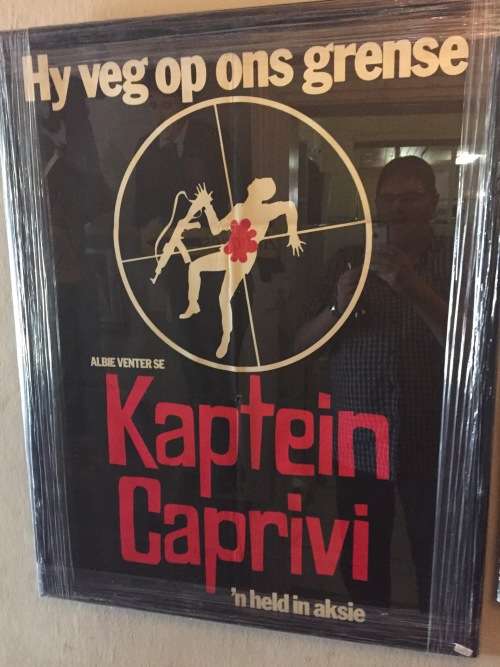 Hy veg op ons grense
ALBIE VENTER SE
Kaptein
Caprivi
'n held in aksie